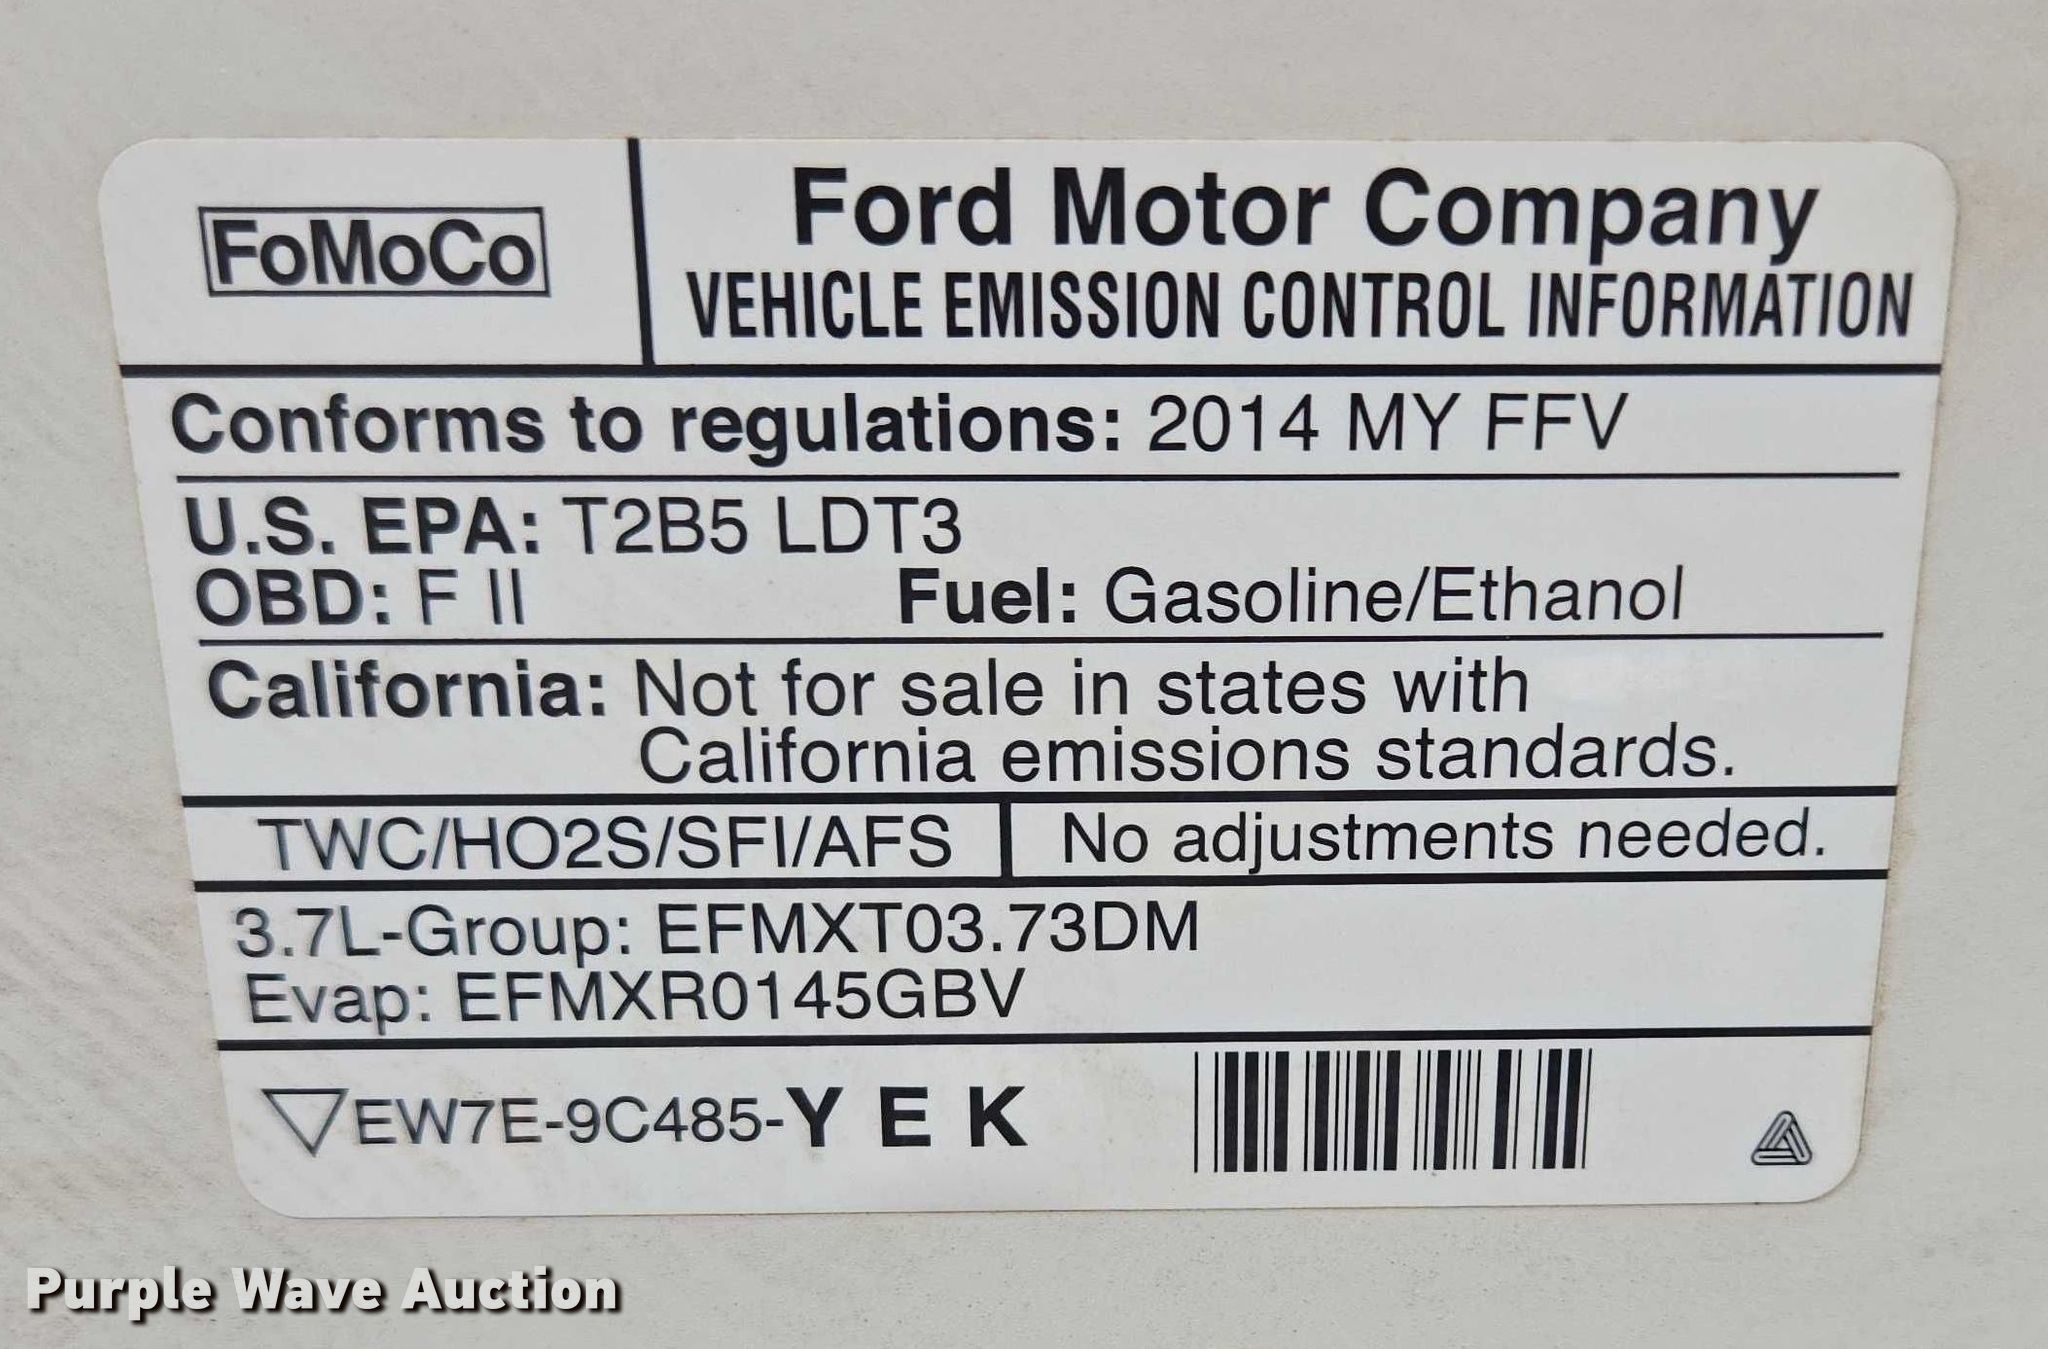 FoMoCo
Ford Motor Company
VEHICLE EMISSION CONTROL INFORMATION
Conforms to regulations: 2014 MY FFV
U.S. EPA: T2B5 LDT3
OBD: F II Fuel: Gasoline/Ethanol
California: Not for sale in states with
California emissions standards.
TWC/HO2S/SFI/AFS No adjustments needed.
3.7L-Group: EFMXT03.73DM
Evap: EFMXR0145GBV
EW7E-9C485-YEK
Purple Wave Auction